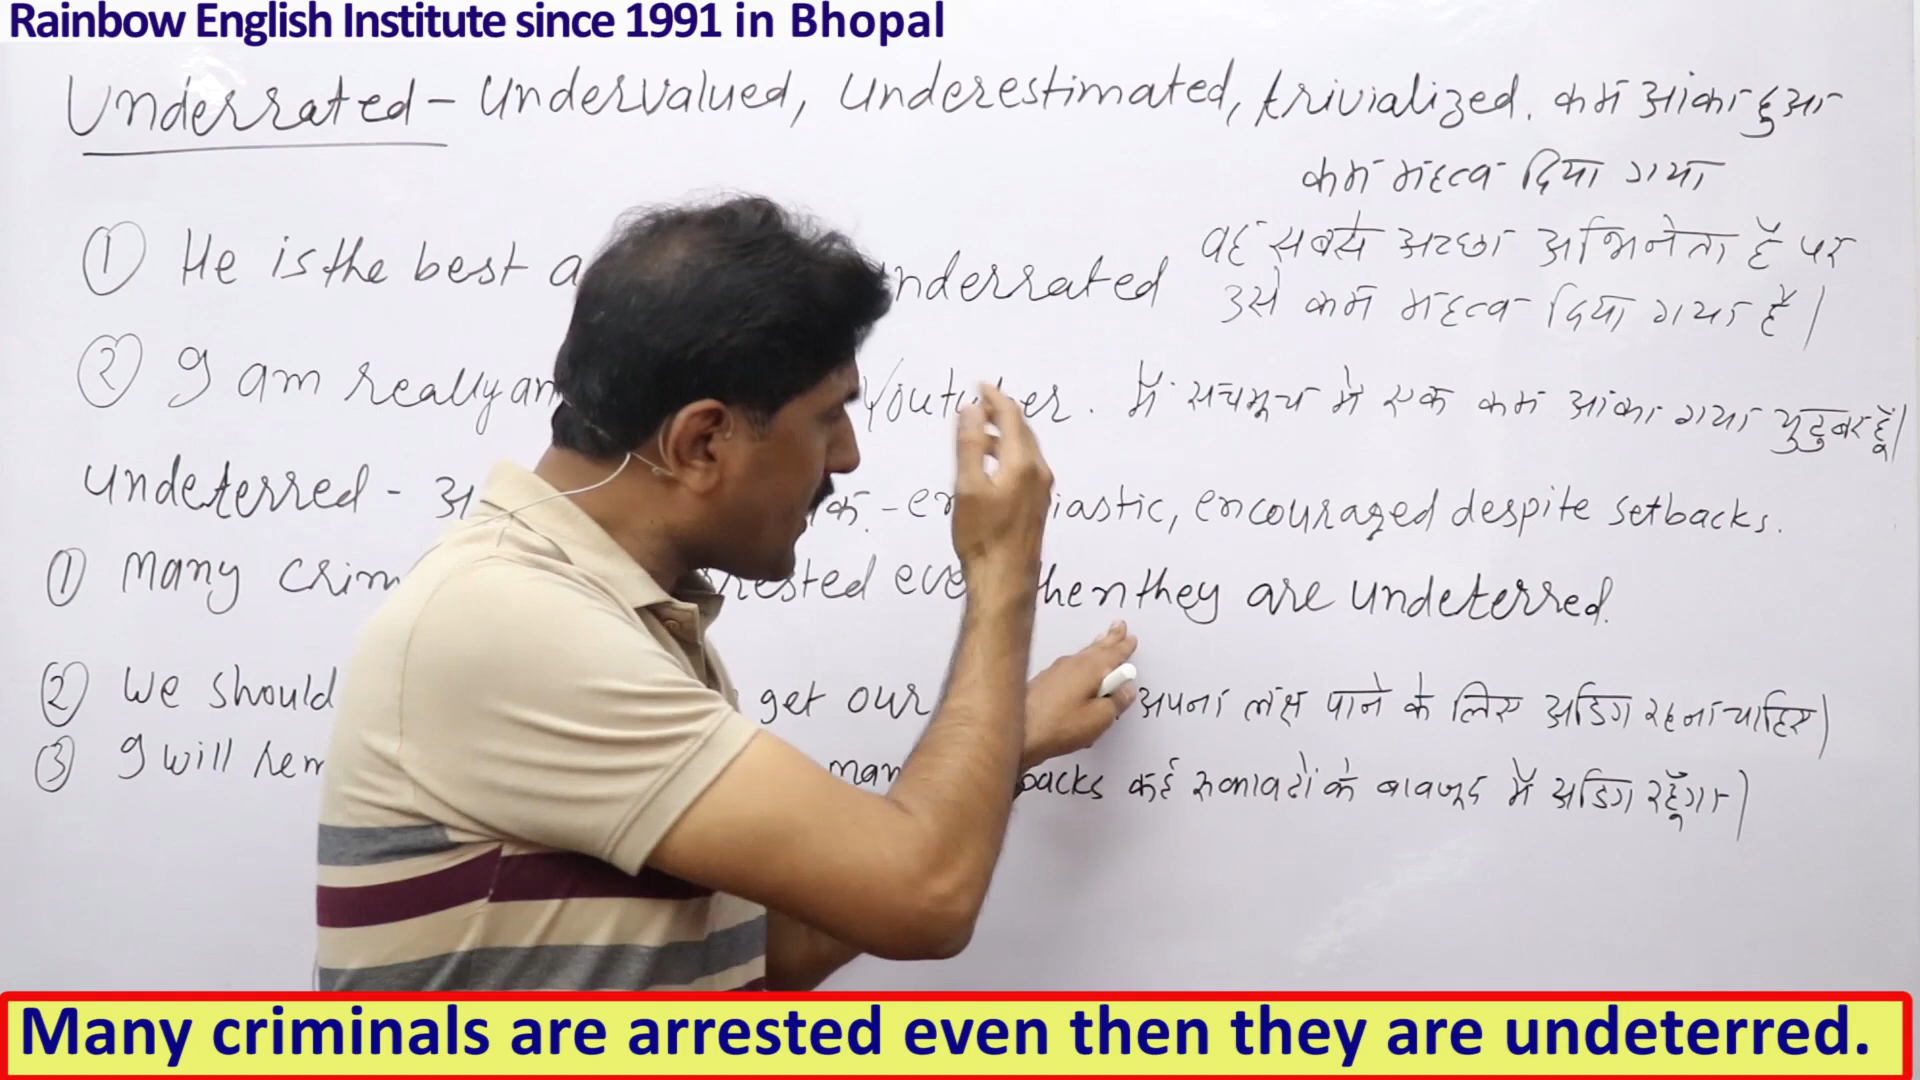 Rainbow English Institute since 1991 in Bhopal
Underrated - undervalued, underestimated, trivialized. कम आंका हुआ
कम महत्व दिया गया
① He is the best a nderrated वह सबसे अच्छा अभिनेता है पर
उसे कम महत्व दिया गया है।
② I am really an Youtuber. मैं सचमूच मे एक कम आंका गया युटुबर हूँ।
undeterred - iastic, encouraged despite setbacks.
① Many crim rested eve then they are undeterred.
② we should get our अपना लक्ष पाने के लिए अडिग रहना चाहिए।
③ I will rem man backs कई रुकावटों के बावजूद मैं अडिग रहूँगा।
Many criminals are arrested even then they are undeterred.